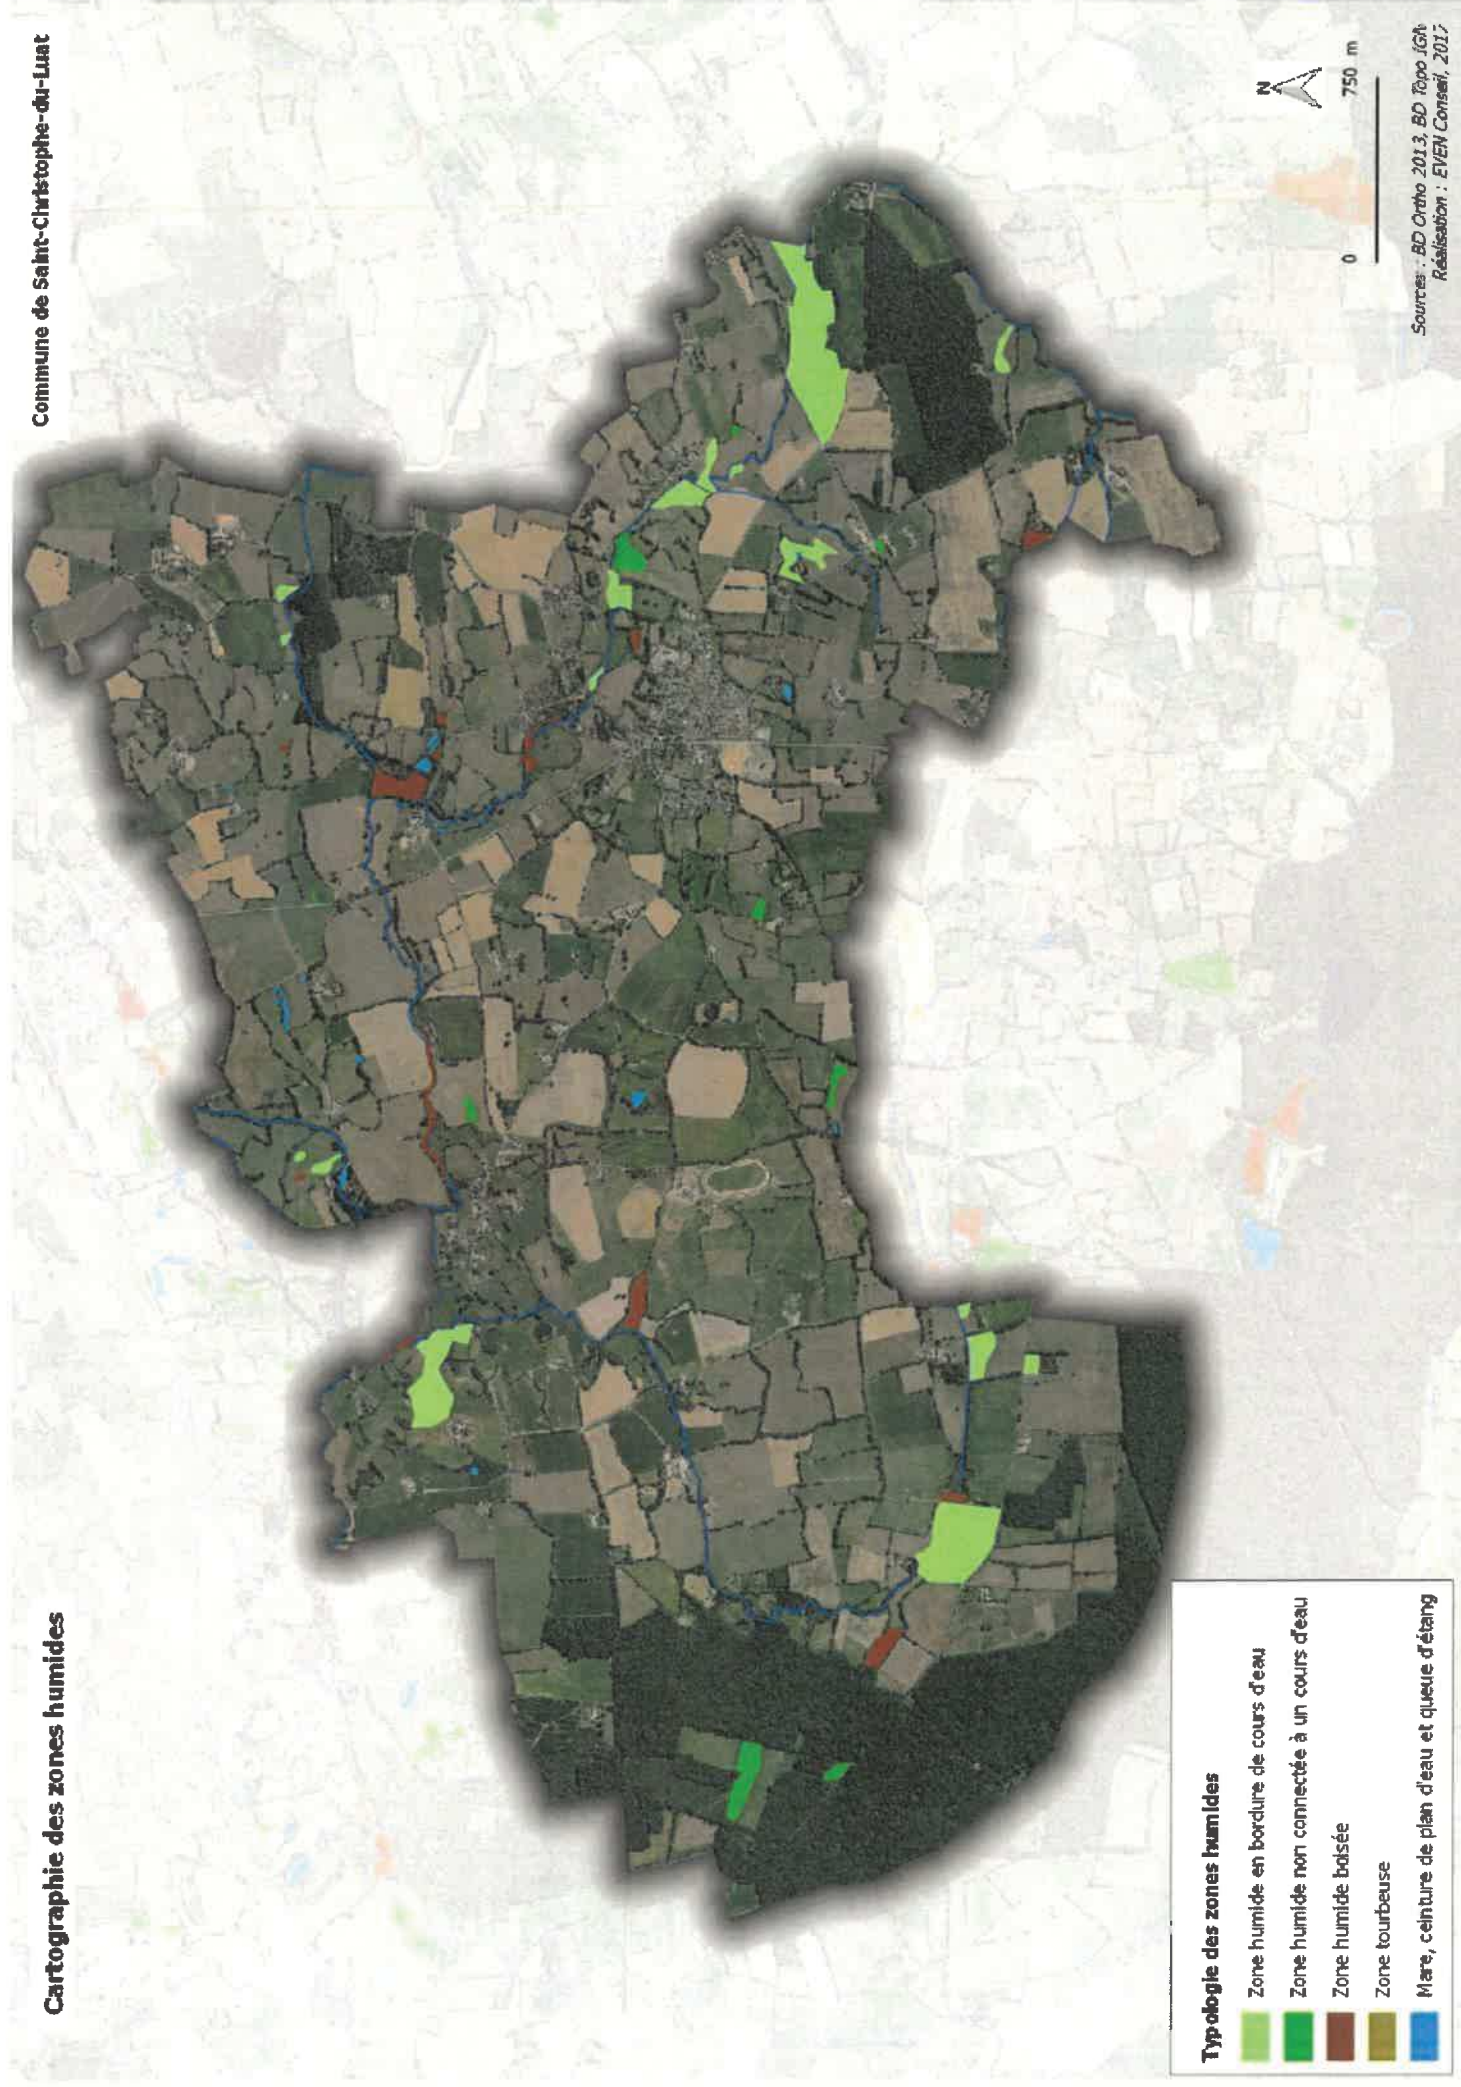 Cartographie des zones humides
Commune de Saint-Christophe-du-Luat
Typologie des zones humides
Zone humide en bordure de cours d'eau
Zone humide non connectée à un cours d'eau
Zone humide boisée
Zone tourbeuse
Mare, ceinture de plan d'eau et queue d'étang
N
0 750 m
Sources : BD Ortho 2013, BD Topo IGN
Réalisation : EVEN Conseil, 2017